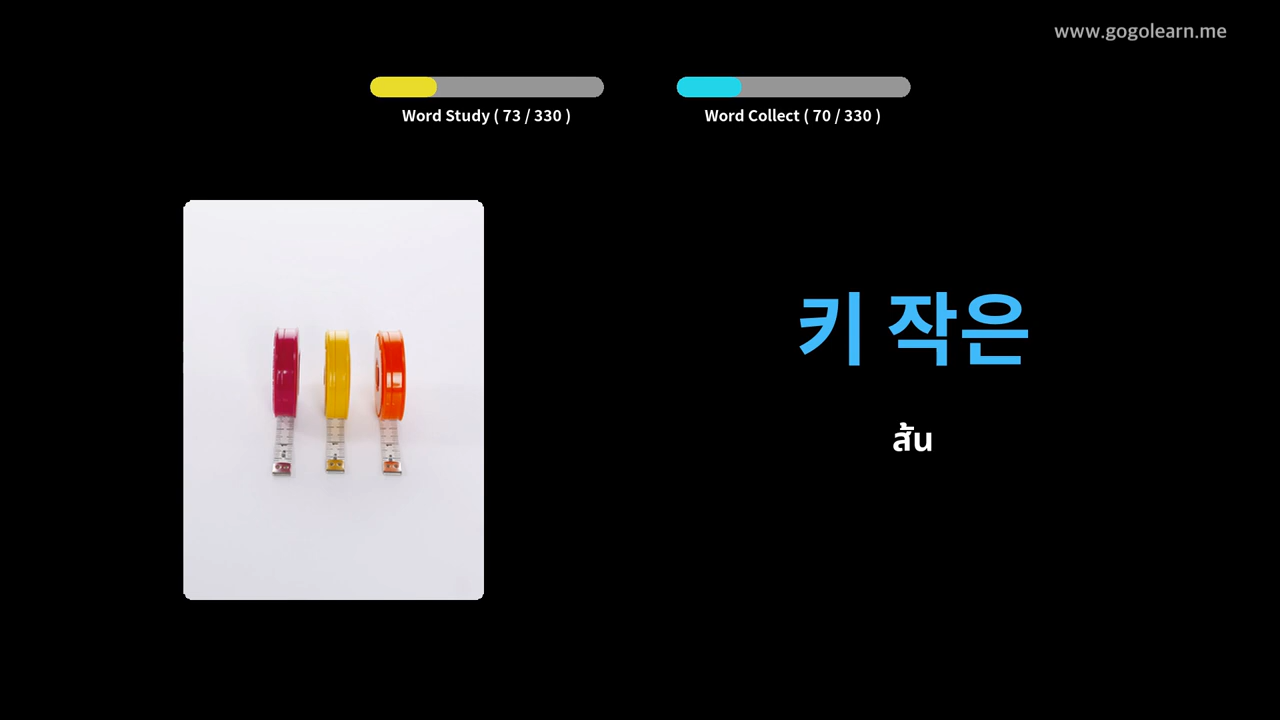 www.gogolearn.me
Word Study ( 73 / 330 )
Word Collect ( 70 / 330 )
키 작은
สั้น